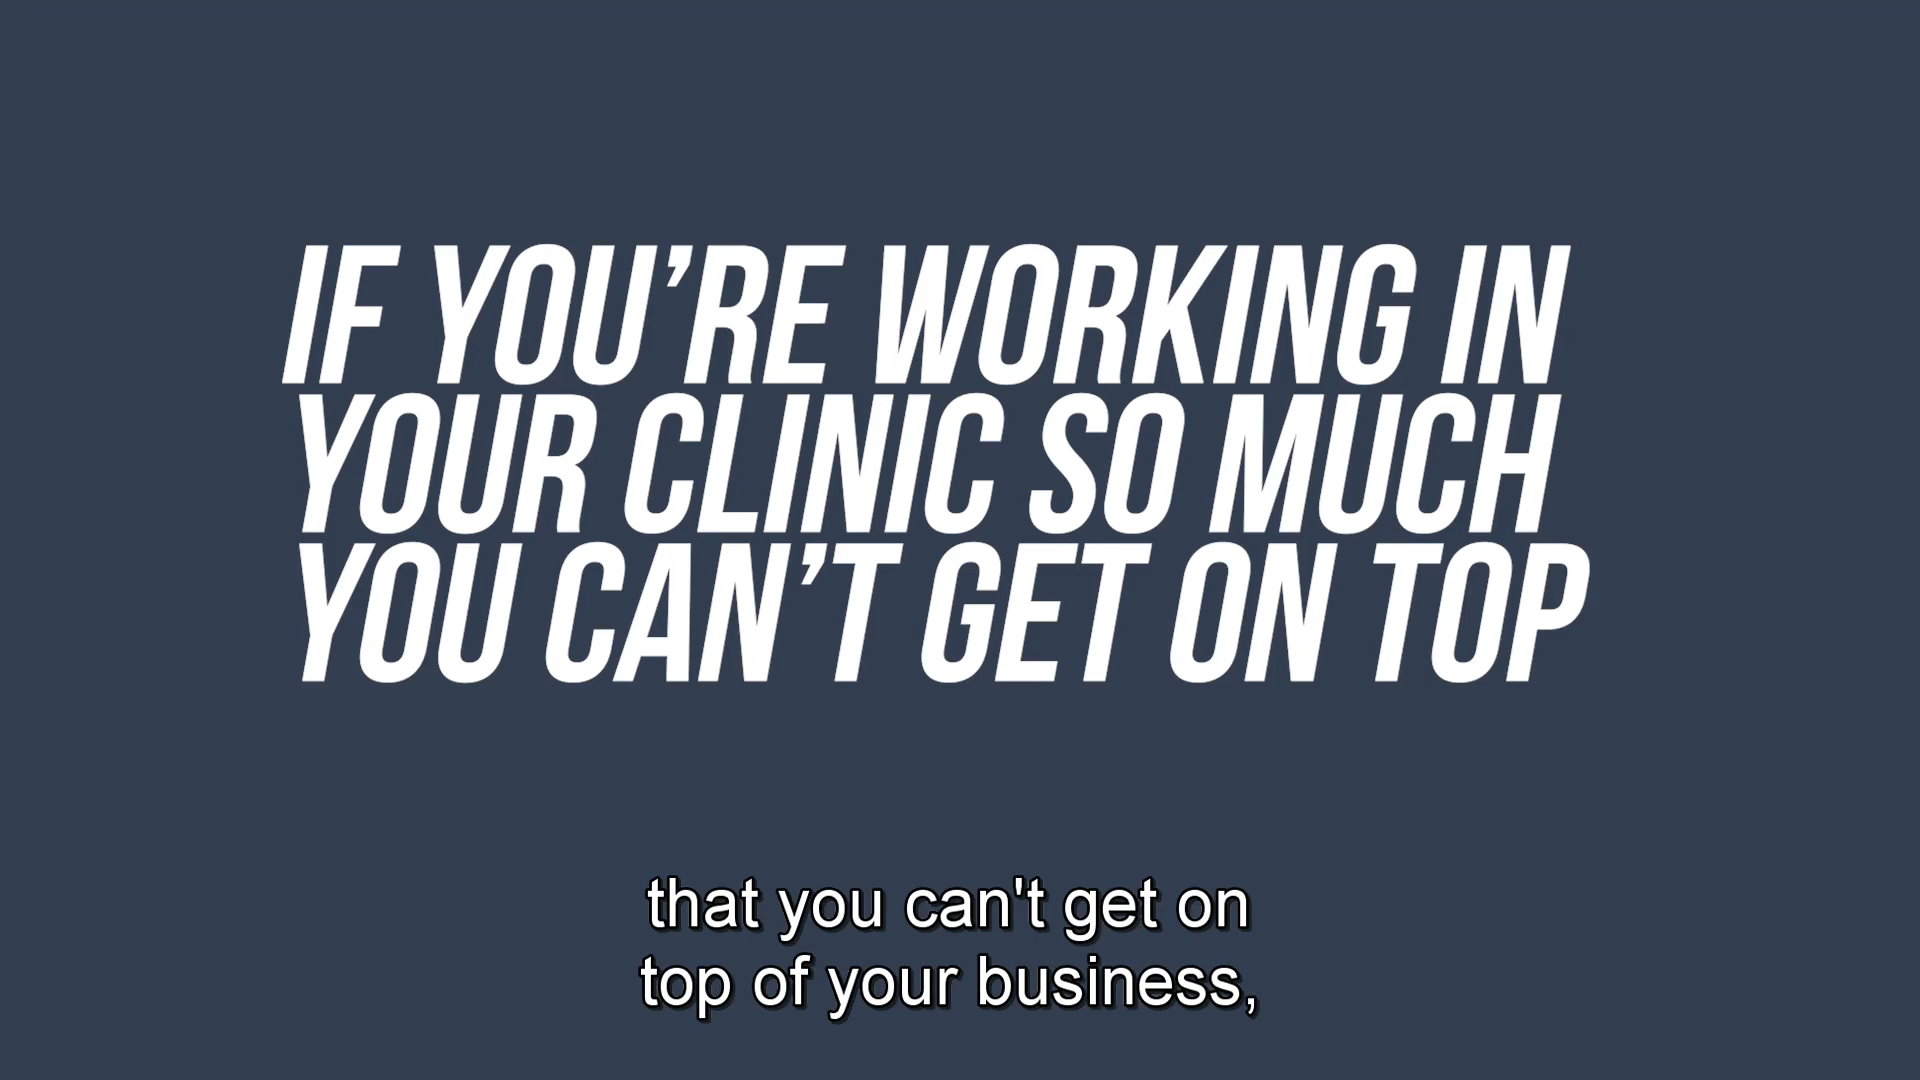 IF YOU’RE WORKING IN
YOUR CLINIC SO MUCH
YOU CAN’T GET ON TOP
that you can't get on
top of your business,